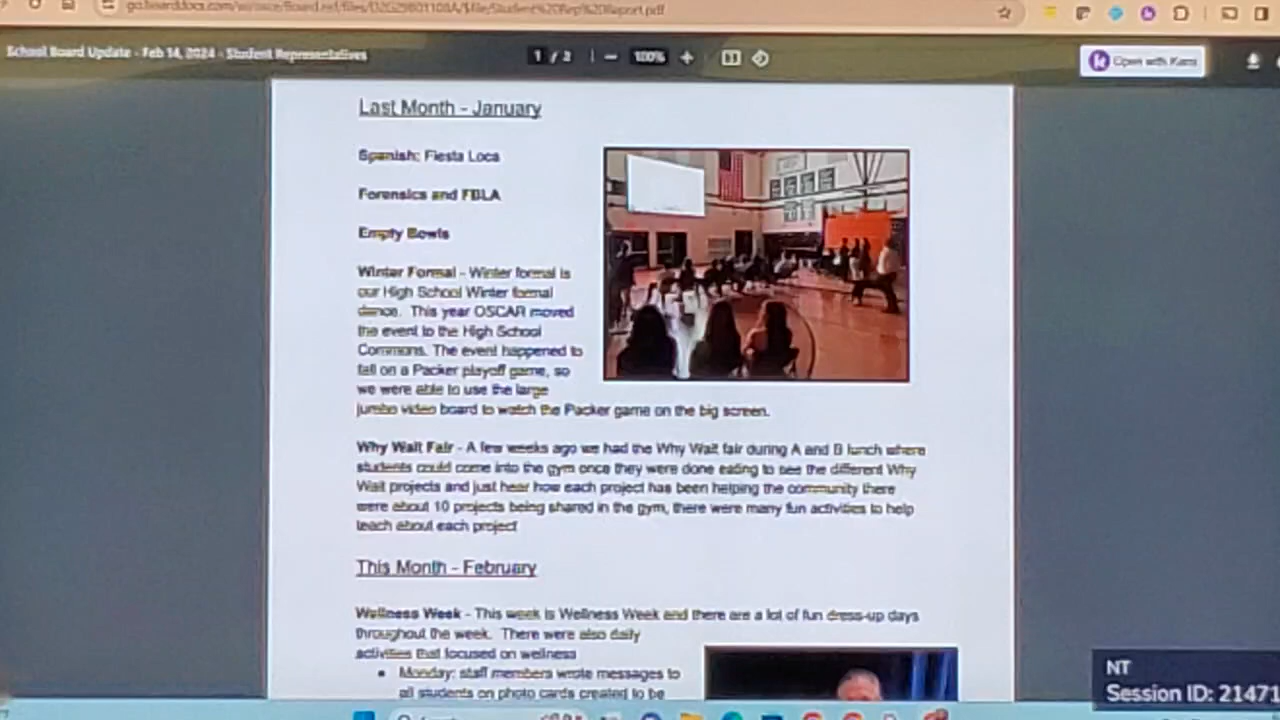 School Board Update - Feb 14, 2024 - Student Representatives
100%
Open with Kami
Last Month - January
Spanish: Fiesta Loca
Forensics and FBLA
Empty Bowls
Winter Formal - Winter formal is
our High School Winter formal
dance. This year OSCAR moved
the event to the High School
Commons. The event happened to
fall on a Packer playoff game, so
we were able to use the large
jumbo video board to watch the Packer game on the big screen.
Why Wait Fair - A few weeks ago we had the Why Wait fair during A and B lunch where
students could come into the gym once they were done eating to see the different Why
Wait projects and just hear how each project has been helping the community there
were about 10 projects being shared in the gym, there were many fun activities to help
teach about each project
This Month - February
Wellness Week - This week is Wellness Week and there are a lot of fun dress-up days
throughout the week. There were also daily
activities that focused on wellness
Monday: staff members wrote messages to
all students on photo cards created to be
NT
Session ID: 21471